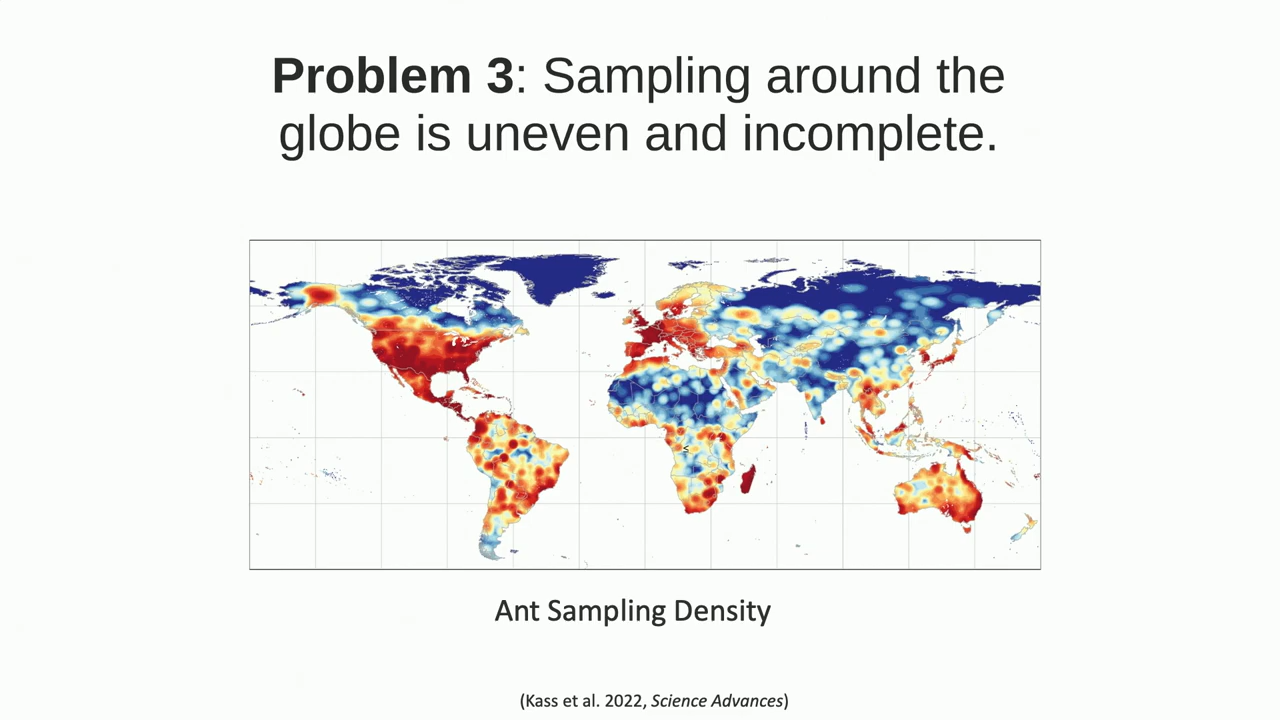 Problem 3: Sampling around the
globe is uneven and incomplete.
Ant Sampling Density
(Kass et al. 2022, Science Advances)